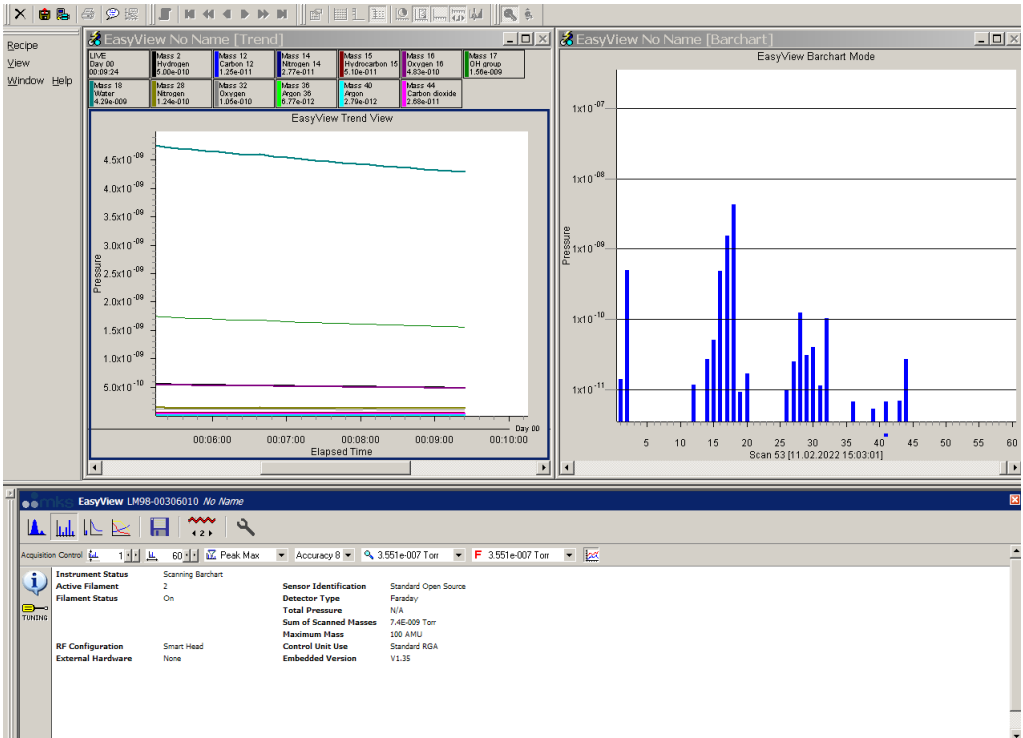 Recipe
View
Window Help
EasyView No Name [Trend]
LIVE
Day 00
00:09:24
Mass 2
Hydrogen
5.00e-010
Mass 12
Carbon 12
1.25e-011
Mass 14
Nitrogen 14
2.77e-011
Mass 15
Hydrocarbon 15
5.10e-011
Mass 16
Oxygen 16
4.83e-010
Mass 17
OH group
1.56e-009
Mass 18
Water
4.29e-009
Mass 28
Nitrogen
1.24e-010
Mass 32
Oxygen
1.05e-010
Mass 36
Argon 36
6.77e-012
Mass 40
Argon
2.79e-012
Mass 44
Carbon dioxide
2.68e-011
EasyView Trend View
4.5x10-09
4.0x10-09
3.5x10-09
3.0x10-09
2.5x10-09
2.0x10-09
1.5x10-09
1.0x10-09
5.0x10-10
Pressure
Day 00
00:06:00 00:07:00 00:08:00 00:09:00 00:10:00
Elapsed Time
EasyView No Name [Barchart]
EasyView Barchart Mode
1x10-07
1x10-08
1x10-09
1x10-10
1x10-11
Pressure
5 10 15 20 25 30 35 40 45 50 55 60
Scan 53 [11.02.2022 15:03:01]
mks EasyView LM98-00306010 No Name
2
Acquisition Control 1 60 Peak Max Accuracy 8 3.551e-007 Torr F 3.551e-007 Torr
TUNING
Instrument Status Scanning Barchart
Active Filament 2 Sensor Identification Standard Open Source
Filament Status On Detector Type Faraday
Total Pressure N/A
Sum of Scanned Masses 7.4E-009 Torr
Maximum Mass 100 AMU
RF Configuration Smart Head Control Unit Use Standard RGA
External Hardware None Embedded Version V1.35